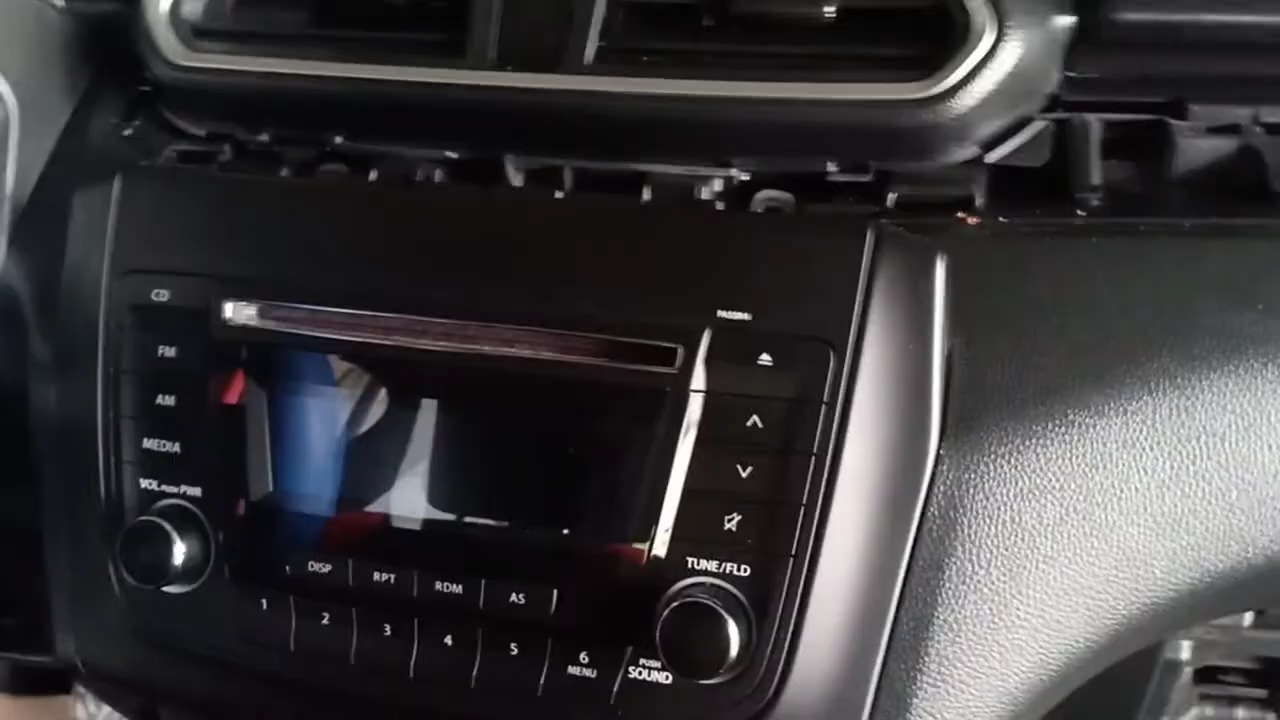 FM
AM
MEDIA
VOL PUSH PWR
DISP
RPT
RDM
AS
1
2
3
4
5
6
MENU
TUNE/FLD
PUSH
SOUND